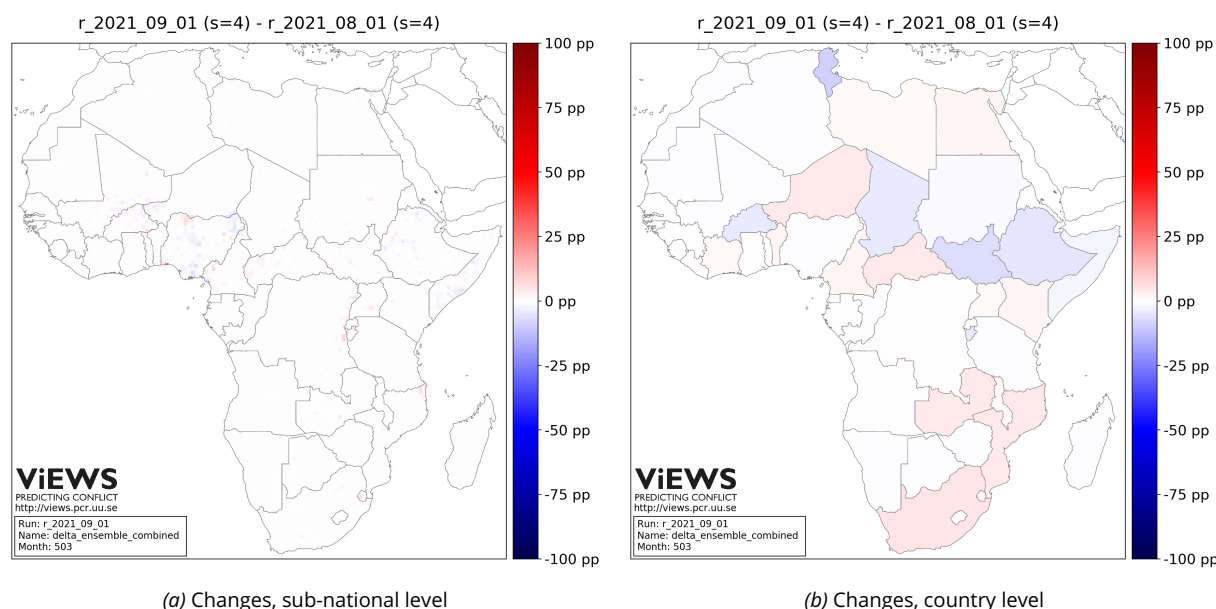 r_2021_09_01 (s=4) - r_2021_08_01 (s=4)
100 pp
75 pp
50 pp
25 pp
0 pp
-25 pp
-50 pp
-75 pp
-100 pp
ViEWS
PREDICTING CONFLICT
http://views.pcr.uu.se
Run: r_2021_09_01
Name: delta_ensemble_combined
Month: 503
(a) Changes, sub-national level
r_2021_09_01 (s=4) - r_2021_08_01 (s=4)
100 pp
75 pp
50 pp
25 pp
0 pp
-25 pp
-50 pp
-75 pp
-100 pp
ViEWS
PREDICTING CONFLICT
http://views.pcr.uu.se
Run: r_2021_09_01
Name: delta_ensemble_combined
Month: 503
(b) Changes, country level